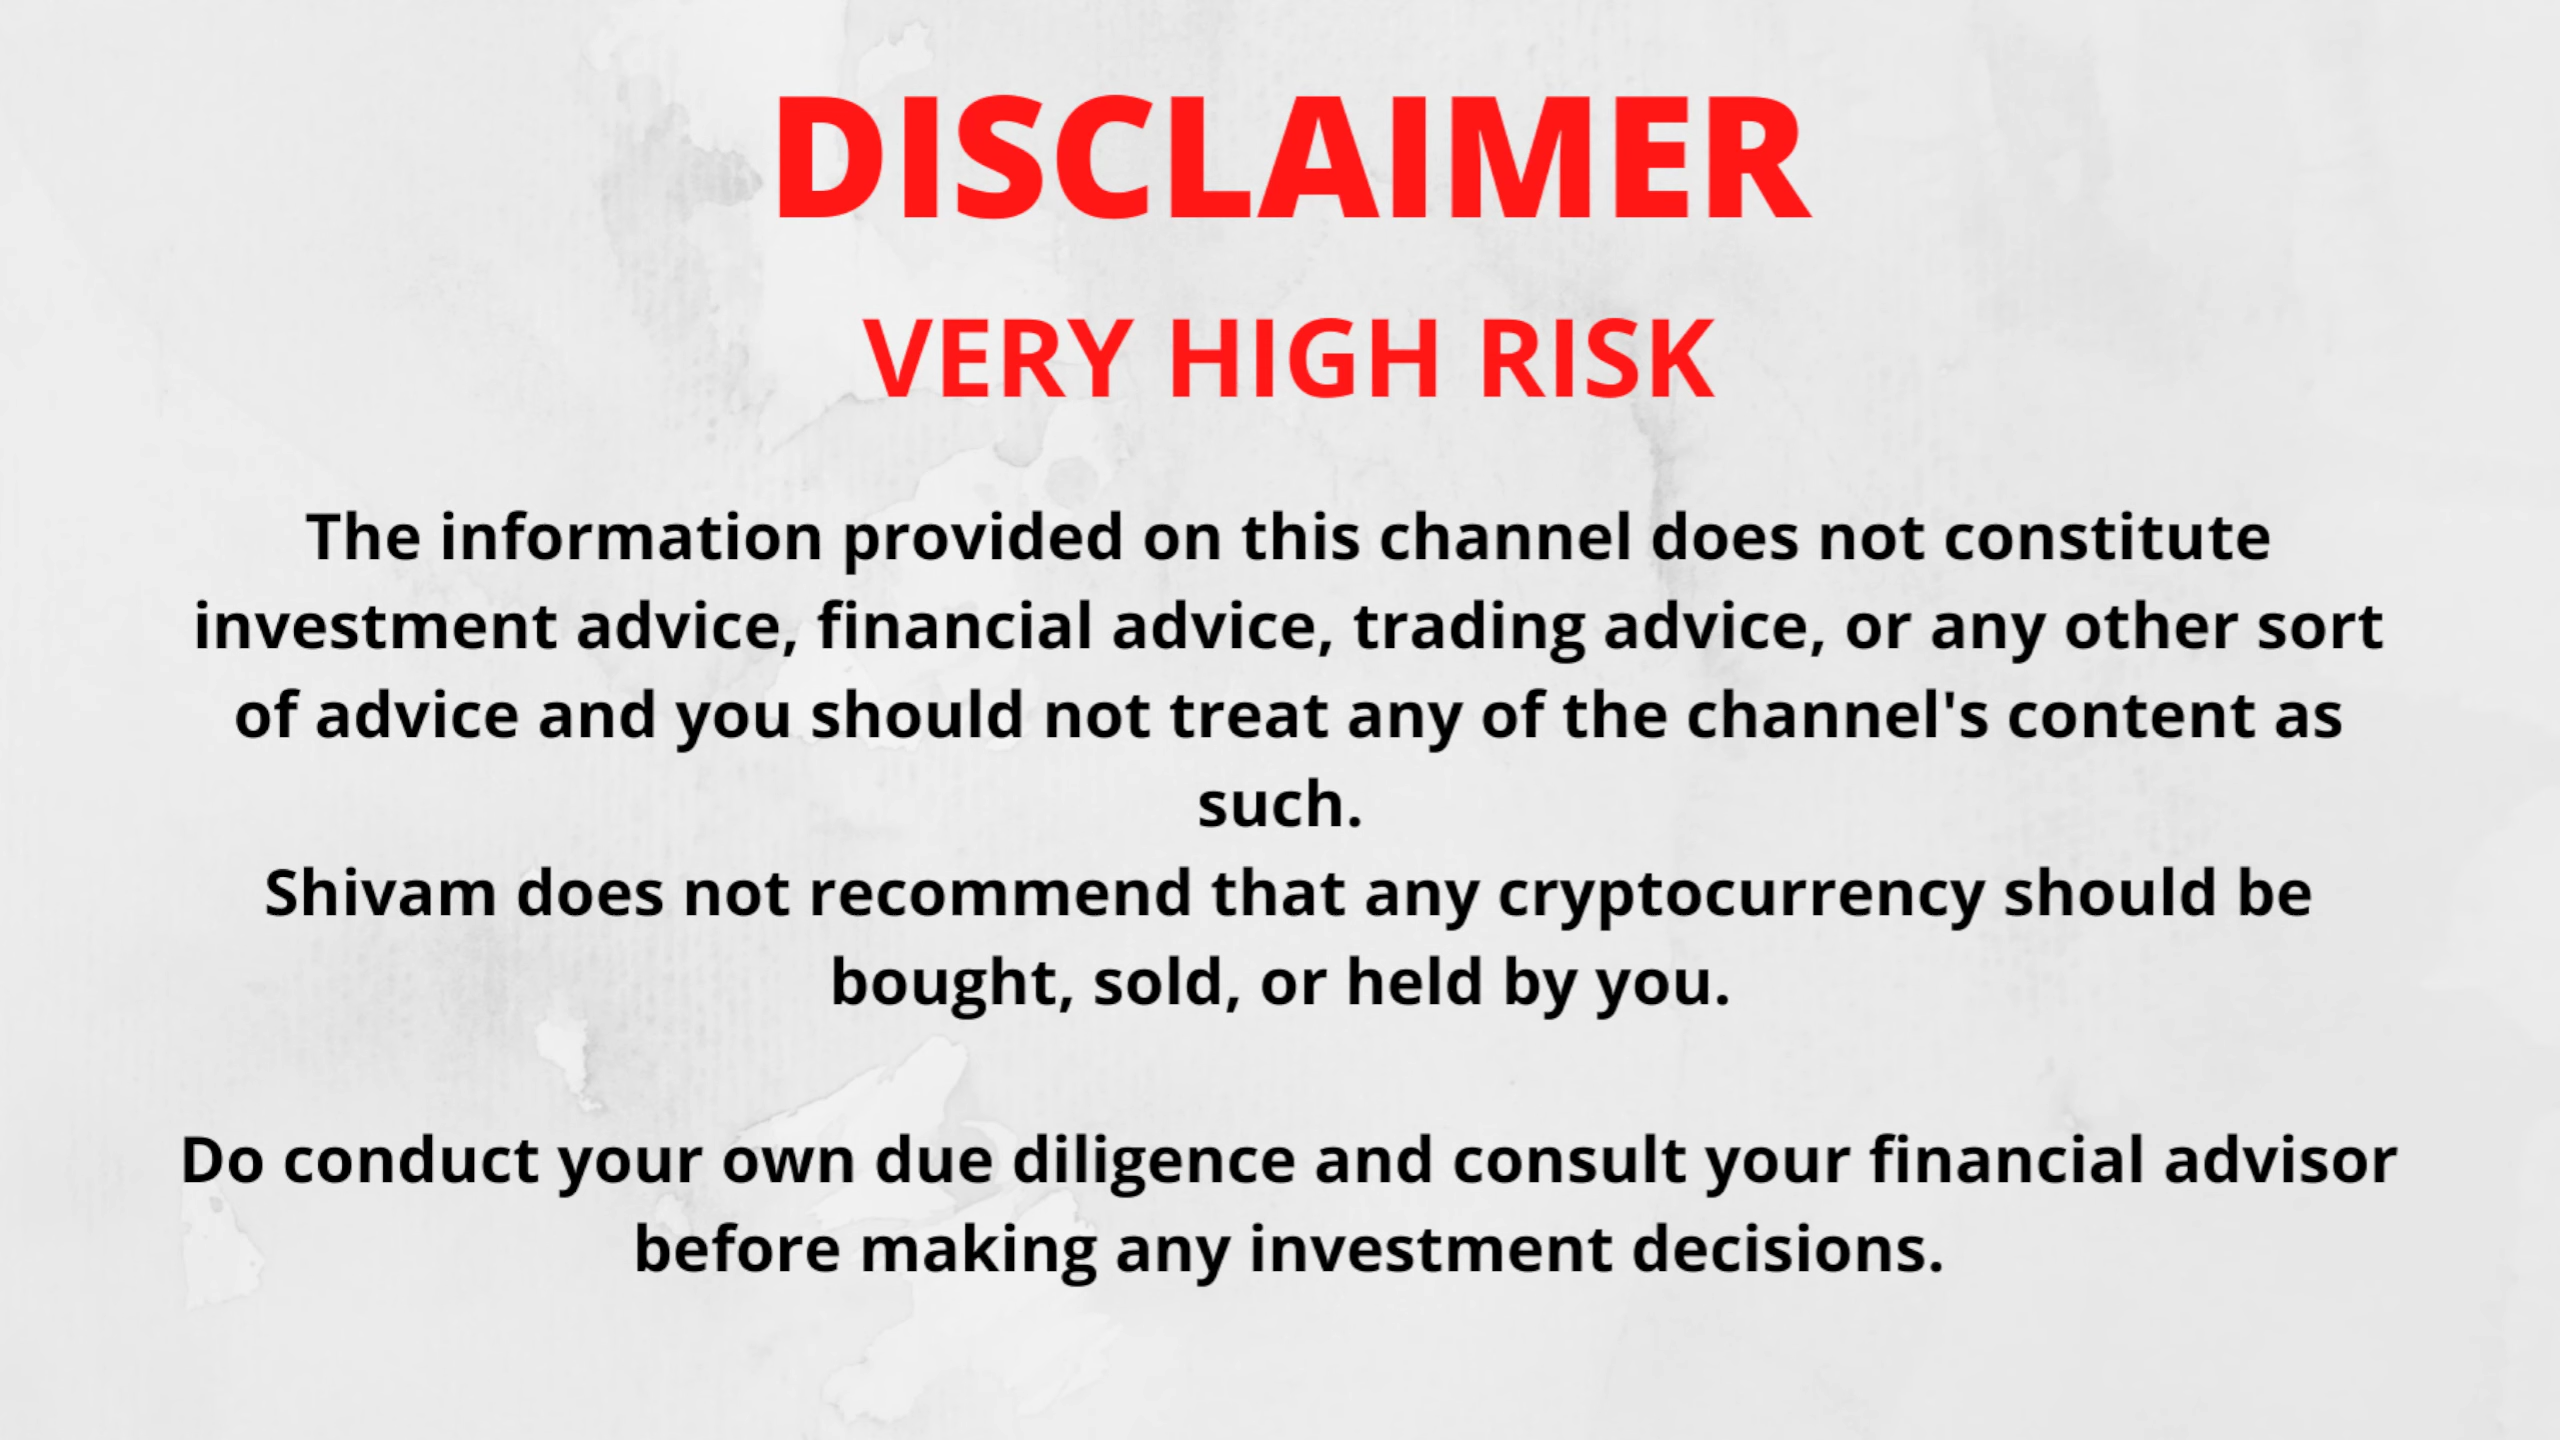 DISCLAIMER
VERY HIGH RISK
The information provided on this channel does not constitute
investment advice, financial advice, trading advice, or any other sort
of advice and you should not treat any of the channel's content as
such.
Shivam does not recommend that any cryptocurrency should be
bought, sold, or held by you.
Do conduct your own due diligence and consult your financial advisor
before making any investment decisions.